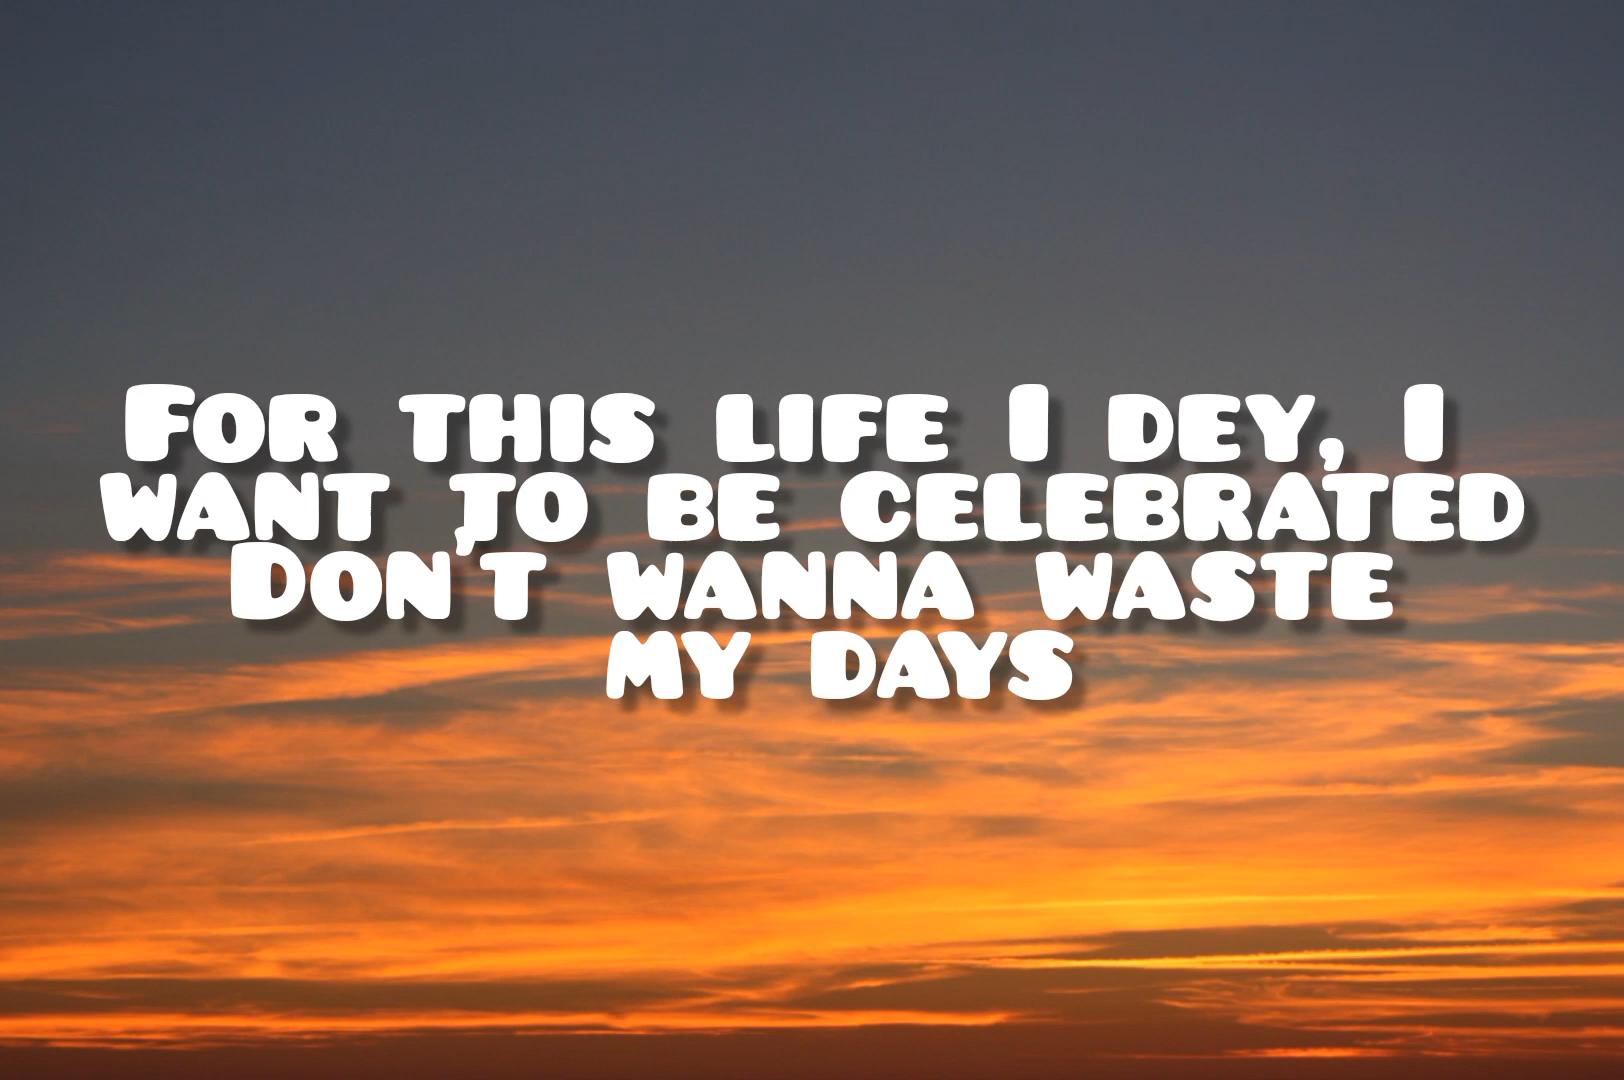 For this life I dey, I
want to be celebrated
Don't wanna waste
my days